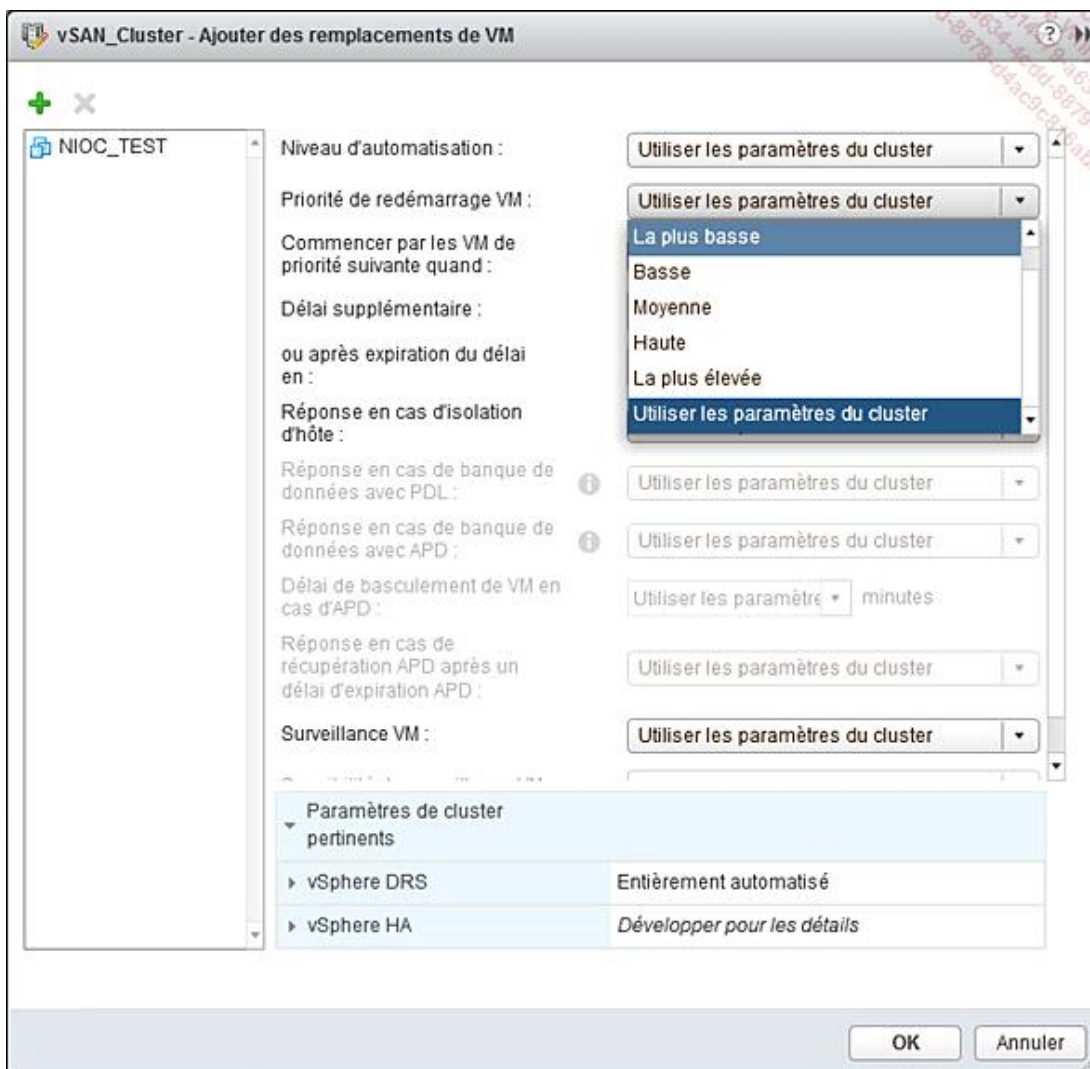 vSAN_Cluster - Ajouter des remplacements de VM
?
NIOC_TEST
Niveau d'automatisation :
Utiliser les paramètres du cluster
Priorité de redémarrage VM :
Utiliser les paramètres du cluster
La plus basse
Basse
Moyenne
Haute
La plus élevée
Utiliser les paramètres du cluster
Commencer par les VM de
priorité suivante quand :
Délai supplémentaire :
ou après expiration du délai
en :
Réponse en cas d'isolation
d'hôte :
Réponse en cas de banque de
données avec PDL :
Utiliser les paramètres du cluster
Réponse en cas de banque de
données avec APD :
Utiliser les paramètres du cluster
Délai de basculement de VM en
cas d'APD :
Utiliser les paramètre
minutes
Réponse en cas de
récupération APD après un
délai d'expiration APD :
Utiliser les paramètres du cluster
Surveillance VM :
Utiliser les paramètres du cluster
Paramètres de cluster
pertinents
vSphere DRS
Entièrement automatisé
vSphere HA
Développer pour les détails
OK
Annuler